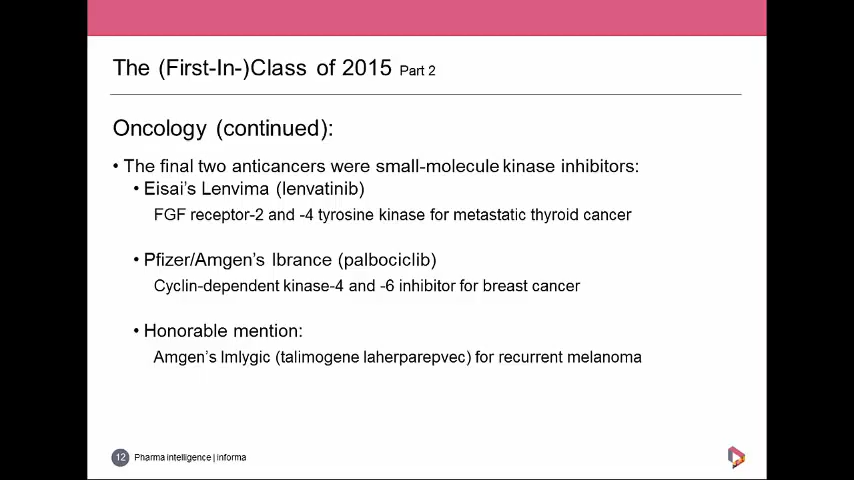 The (First-In-)Class of 2015 Part 2
Oncology (continued):
• The final two anticancers were small-molecule kinase inhibitors:
• Eisai's Lenvima (lenvatinib)
FGF receptor-2 and -4 tyrosine kinase for metastatic thyroid cancer
• Pfizer/Amgen's Ibrance (palbociclib)
Cyclin-dependent kinase-4 and -6 inhibitor for breast cancer
• Honorable mention:
Amgen's Imlygic (talimogene laherparepvec) for recurrent melanoma
12 Pharma intelligence | informa